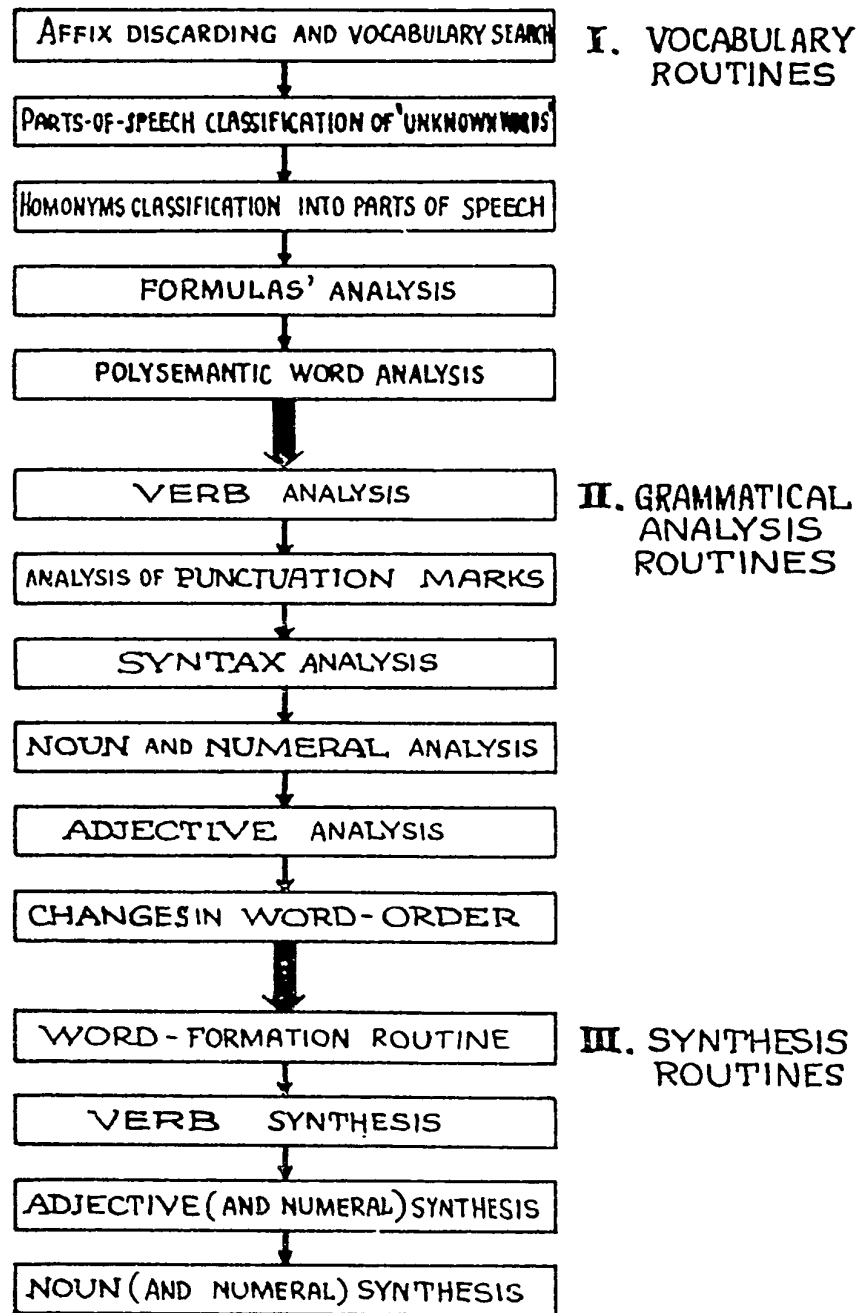 AFFIX DISCARDING AND VOCABULARY SEARCH
I. VOCABULARY
ROUTINES
PARTS-OF-SPEECH CLASSIFICATION OF 'UNKNOWN WORDS'
HOMONYMS CLASSIFICATION INTO PARTS OF SPEECH
FORMULAS' ANALYSIS
POLYSEMANTIC WORD ANALYSIS
VERB ANALYSIS
II. GRAMMATICAL
ANALYSIS
ROUTINES
ANALYSIS OF PUNCTUATION MARKS
SYNTAX ANALYSIS
NOUN AND NUMERAL ANALYSIS
ADJECTIVE ANALYSIS
CHANGES IN WORD-ORDER
WORD-FORMATION ROUTINE
III. SYNTHESIS
ROUTINES
VERB SYNTHESIS
ADJECTIVE (AND NUMERAL) SYNTHESIS
NOUN (AND NUMERAL) SYNTHESIS